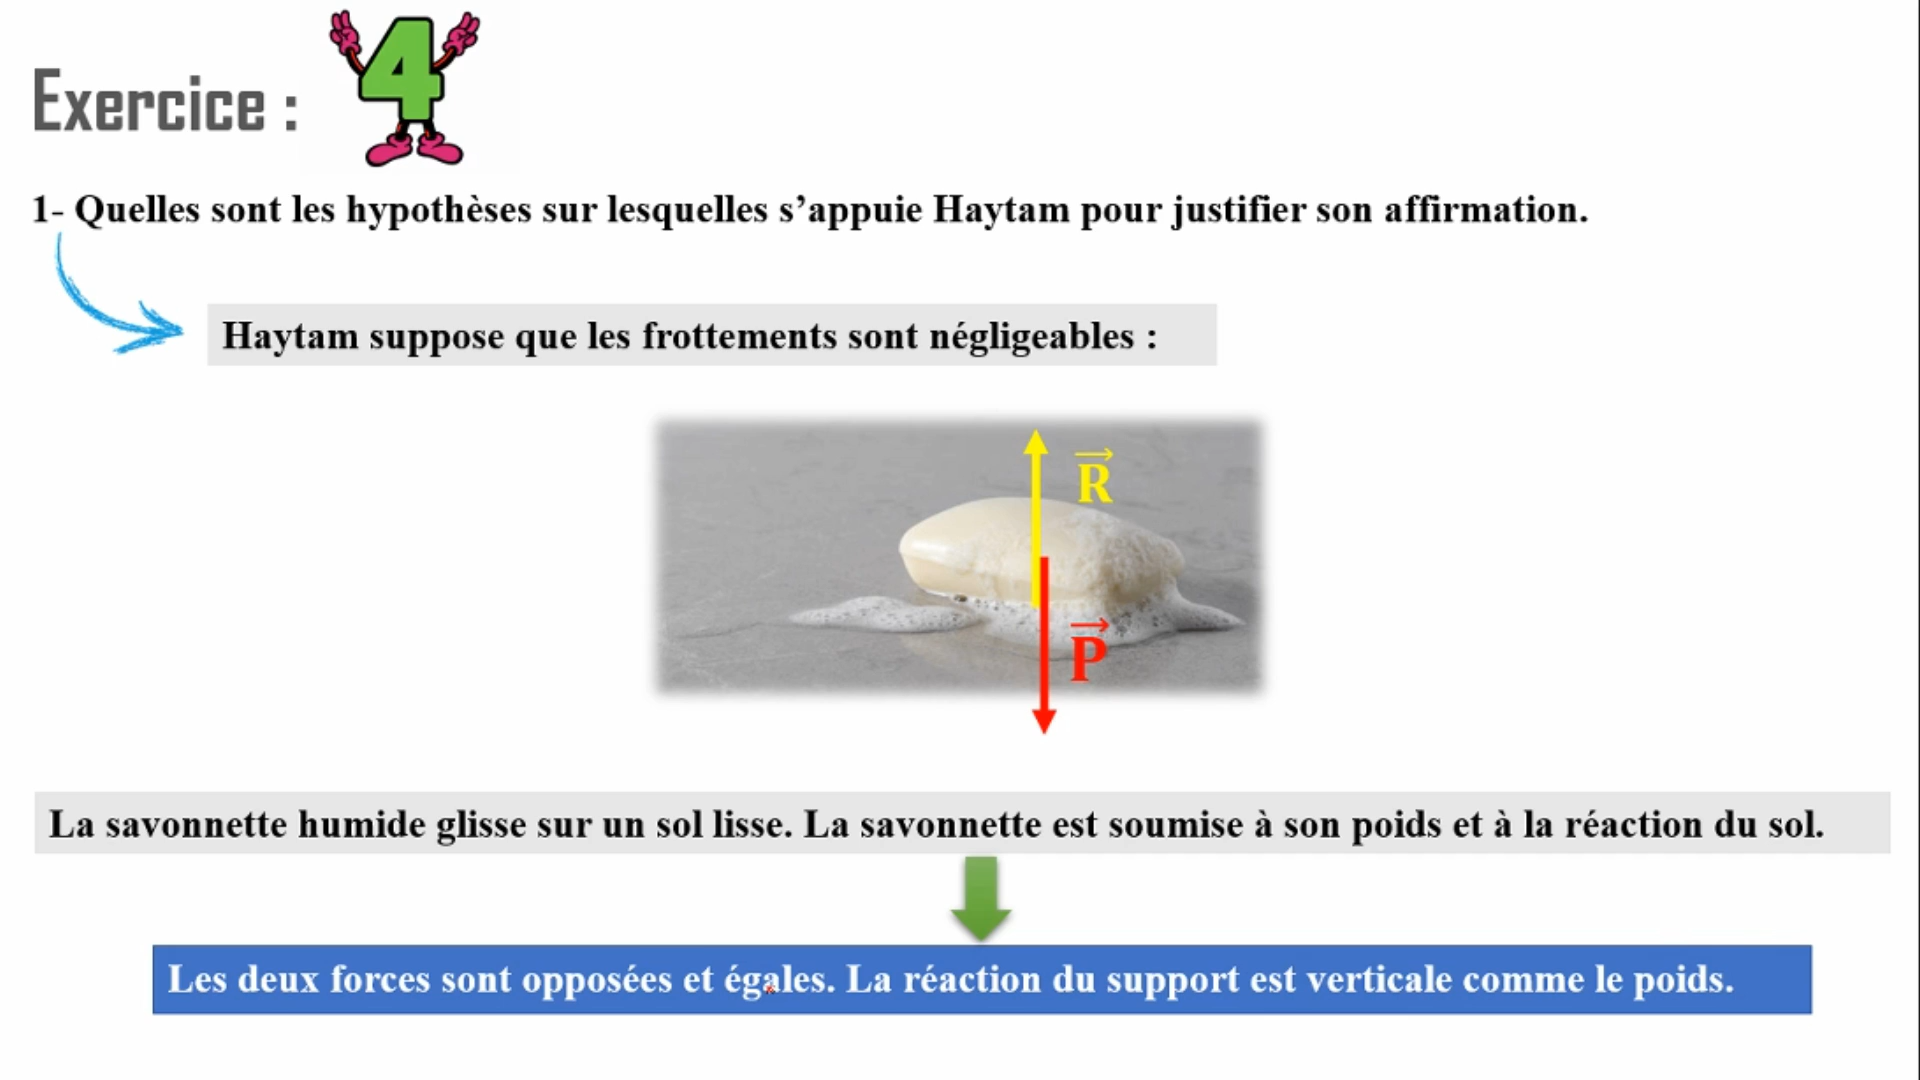 Exercice : 4
1- Quelles sont les hypothèses sur lesquelles s’appuie Haytam pour justifier son affirmation.
Haytam suppose que les frottements sont négligeables :
R
P
La savonnette humide glisse sur un sol lisse. La savonnette est soumise à son poids et à la réaction du sol.
Les deux forces sont opposées et égales. La réaction du support est verticale comme le poids.